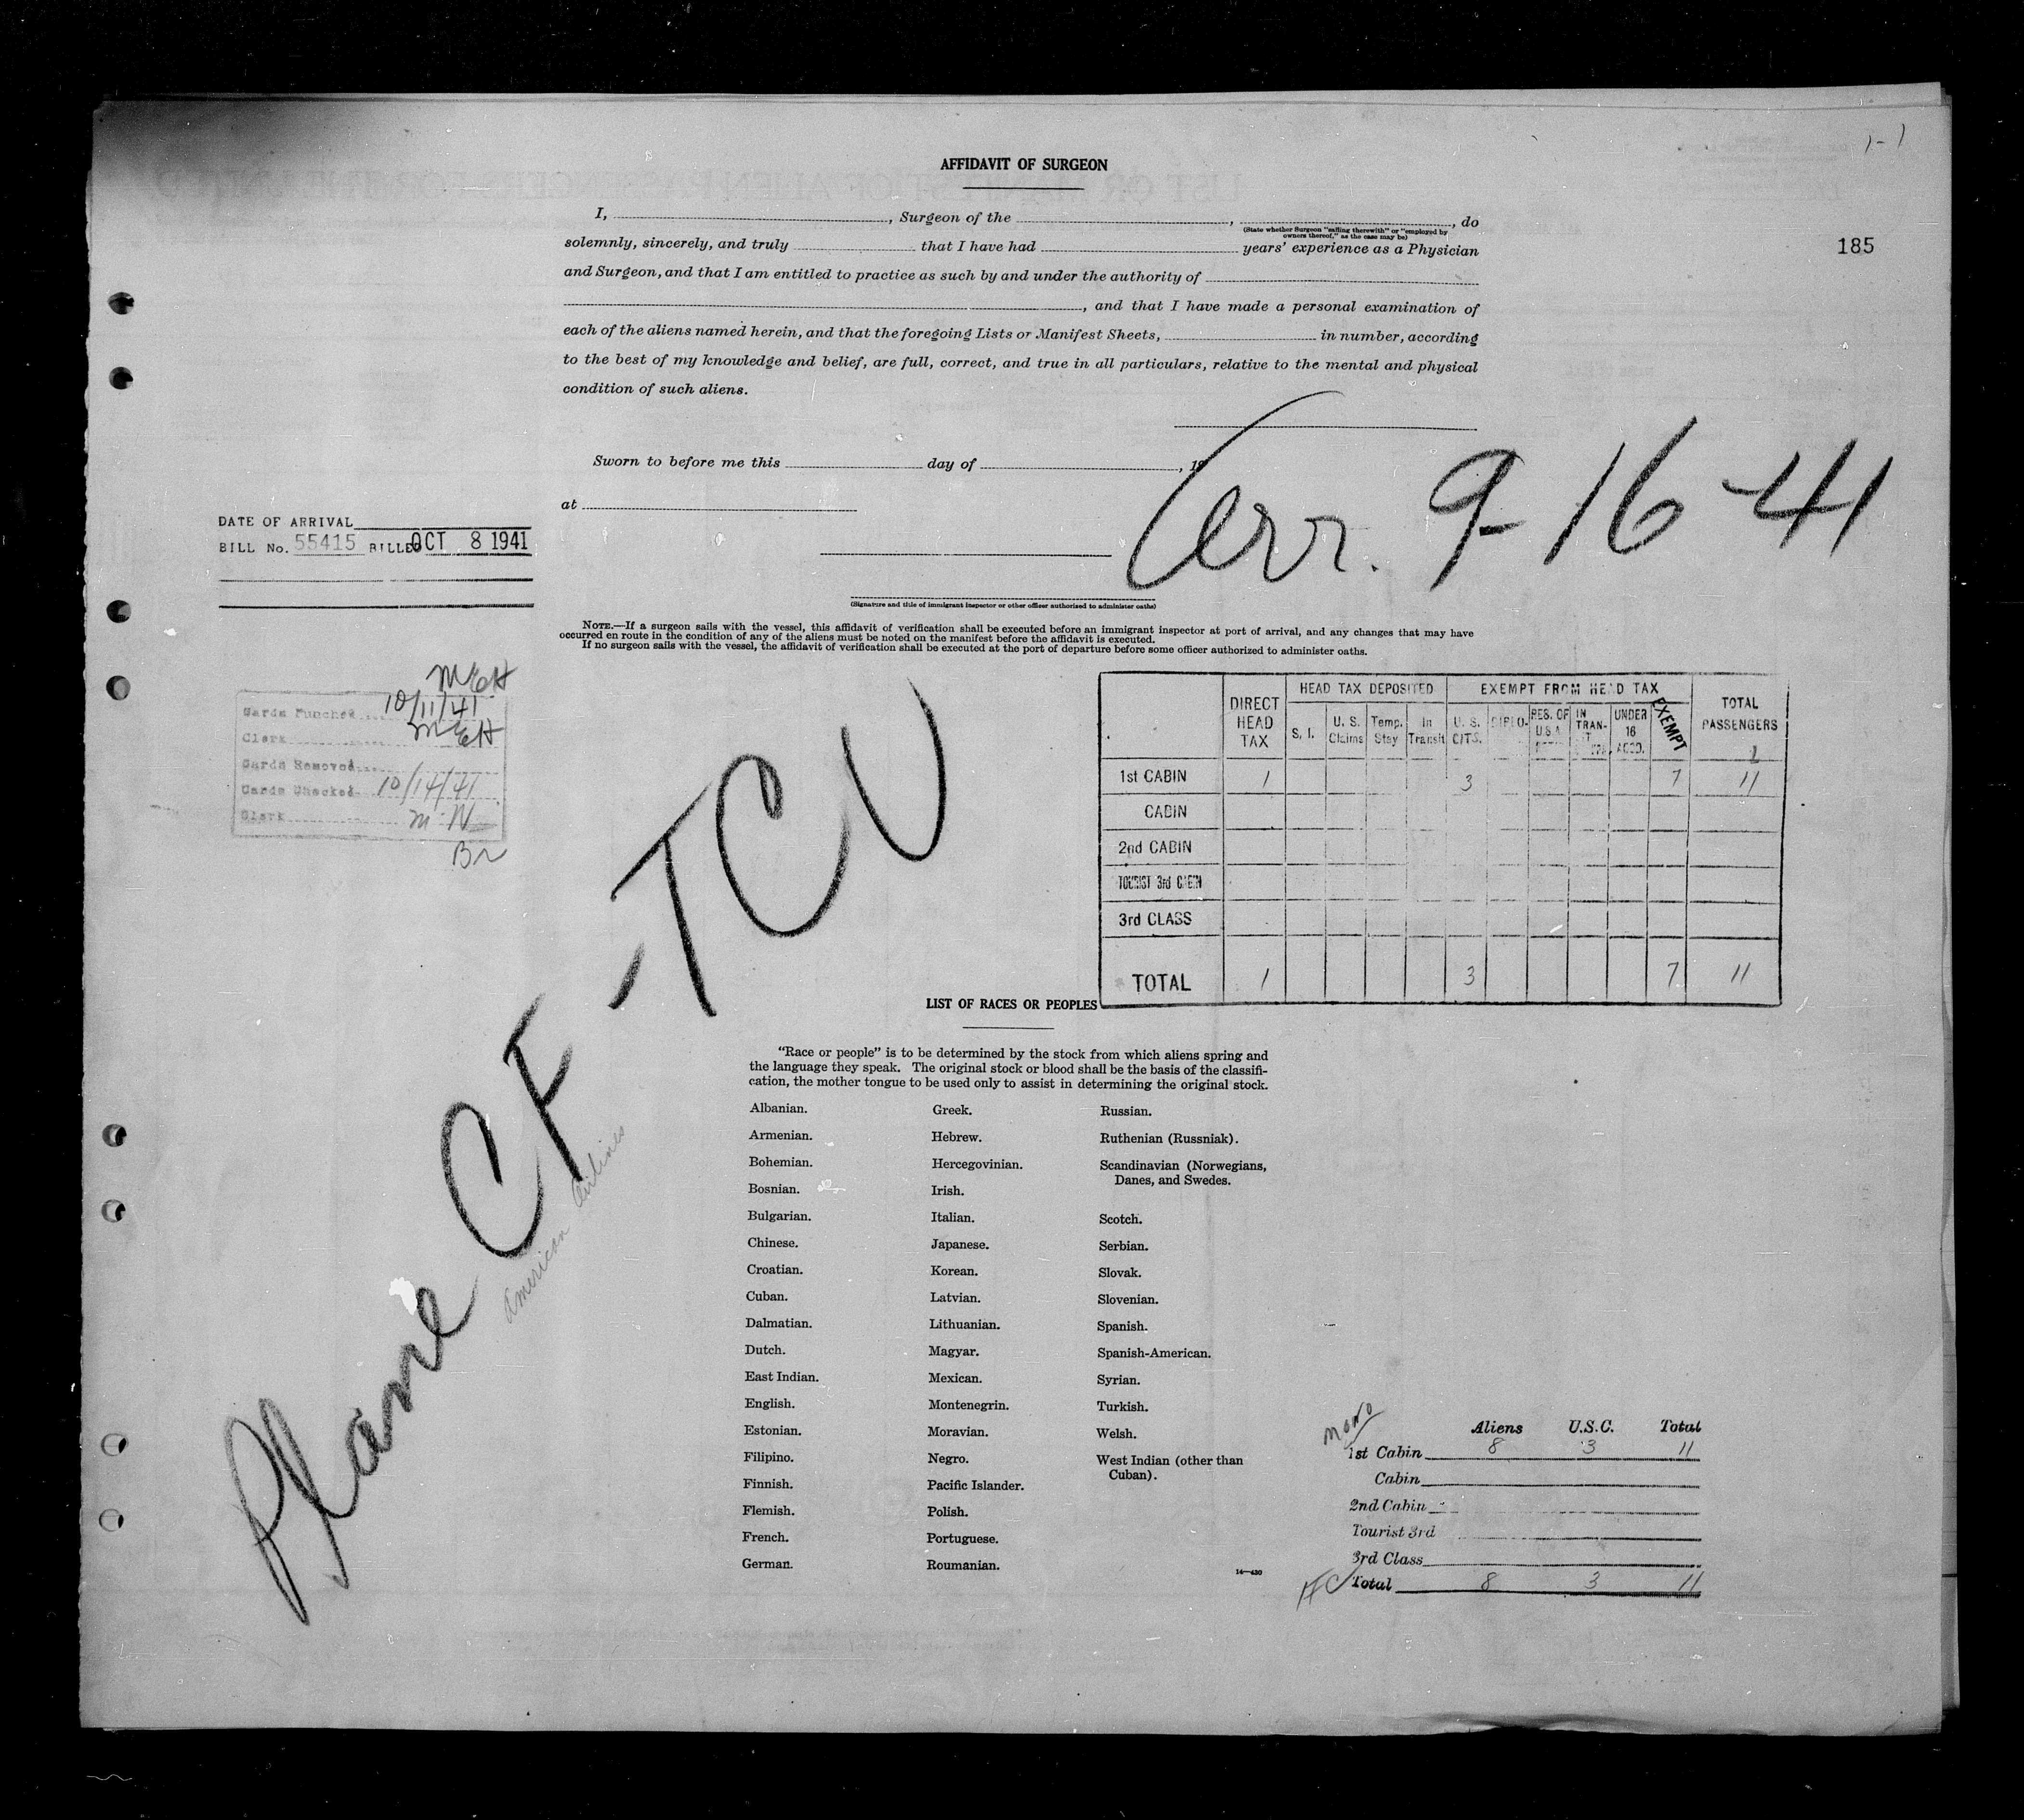 1-1
AFFIDAVIT OF SURGEON
185
I, , Surgeon of the , , do
(State whether Surgeon "sailing therewith" or "employed by
owners thereof," as the case may be)
solemnly, sincerely, and truly that I have had years' experience as a Physician
and Surgeon, and that I am entitled to practice as such by and under the authority of
, and that I have made a personal examination of
each of the aliens named herein, and that the foregoing Lists or Manifest Sheets, in number, according
to the best of my knowledge and belief, are full, correct, and true in all particulars, relative to the mental and physical
condition of such aliens.
Sworn to before me this day of , 19
at
Arr. 9-16-41
DATE OF ARRIVAL
BILL No. 55415 BILLED OCT 8 1941
(Signature and title of immigrant inspector or other officer authorized to administer oaths)
NOTE.—If a surgeon sails with the vessel, this affidavit of verification shall be executed before an immigrant inspector at port of arrival, and any changes that may have
occurred en route in the condition of any of the aliens must be noted on the manifest before the affidavit is executed.
If no surgeon sails with the vessel, the affidavit of verification shall be executed at the port of departure before some officer authorized to administer oaths.
MEH
Cards Punched 10/11/41
Clerk MEH
Cards Removed
Cards Checked 10/14/41
Clerk M.N
Br
DIRECT HEAD TAX HEAD TAX DEPOSITED EXEMPT FROM HEAD TAX TOTAL PASSENGERS
S. I. U. S. Claims Temp. Stay In Transit U. S. CITS. DIPLO- RES. OF U.S.A. IN TRAN- UNDER 16 ACCO. EXEMPT
1st CABIN 1 3 7 11
CABIN
2nd CABIN
TOURIST 3rd CABIN
3rd CLASS
TOTAL 1 3 7 11
Plane CF-TCU
American Airlines
LIST OF RACES OR PEOPLES
"Race or people" is to be determined by the stock from which aliens spring and
the language they speak. The original stock or blood shall be the basis of the classifi-
cation, the mother tongue to be used only to assist in determining the original stock.
Albanian.
Armenian.
Bohemian.
Bosnian.
Bulgarian.
Chinese.
Croatian.
Cuban.
Dalmatian.
Dutch.
East Indian.
English.
Estonian.
Filipino.
Finnish.
Flemish.
French.
German.
Greek.
Hebrew.
Hercegovinian.
Irish.
Italian.
Japanese.
Korean.
Latvian.
Lithuanian.
Magyar.
Mexican.
Montenegrin.
Moravian.
Negro.
Pacific Islander.
Polish.
Portuguese.
Roumanian.
Russian.
Ruthenian (Russniak).
Scandinavian (Norwegians,
Danes, and Swedes.
Scotch.
Serbian.
Slovak.
Slovenian.
Spanish.
Spanish-American.
Syrian.
Turkish.
Welsh.
West Indian (other than
Cuban).
14—430
Aliens U.S.C. Total
1st Cabin 8 3 11
Cabin
2nd Cabin
Tourist 3rd
3rd Class
Total 8 3 11